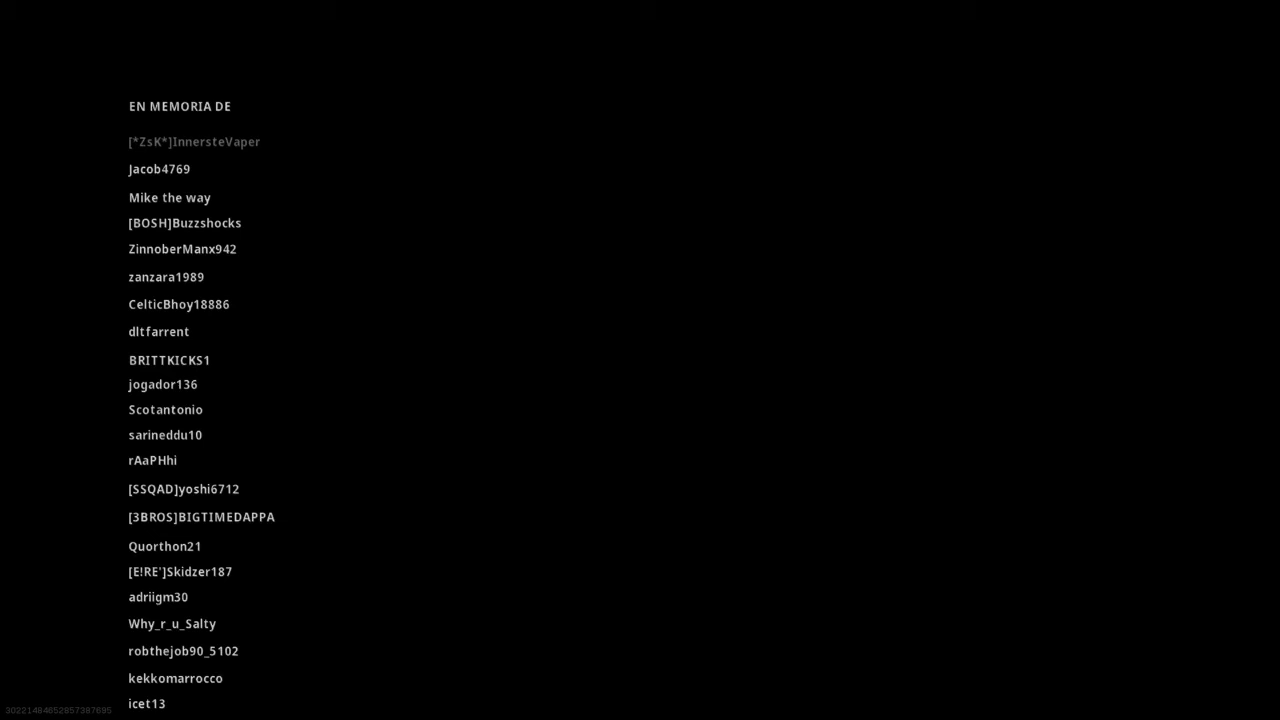 EN MEMORIA DE
[*ZsK*]InnersteVaper
Jacob4769
Mike the way
[BOSH]Buzzshocks
ZinnoberManx942
zanzara1989
CelticBhoy18886
dltfarrent
BRITTKICKS1
jogador136
Scotantonio
sarineddu10
rAaPHhi
[SSQAD]yoshi6712
[3BROS]BIGTIMEDAPPA
Quorthon21
[E!RE']Skidzer187
adriigm30
Why_r_u_Salty
robthejob90_5102
kekkomarrocco
icet13